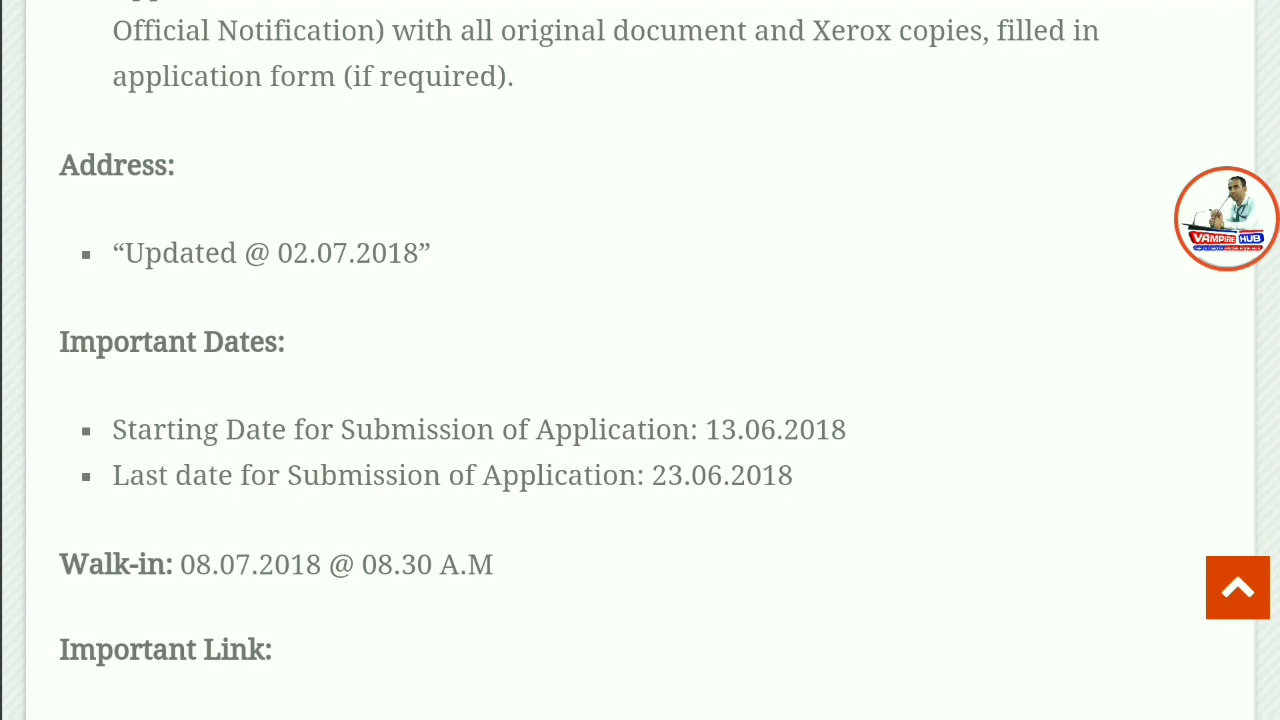 Official Notification) with all original document and Xerox copies, filled in
application form (if required).
Address:
▪ “Updated @ 02.07.2018”
Important Dates:
▪ Starting Date for Submission of Application: 13.06.2018
▪ Last date for Submission of Application: 23.06.2018
Walk-in: 08.07.2018 @ 08.30 A.M
Important Link:
VAMPIRE HUB